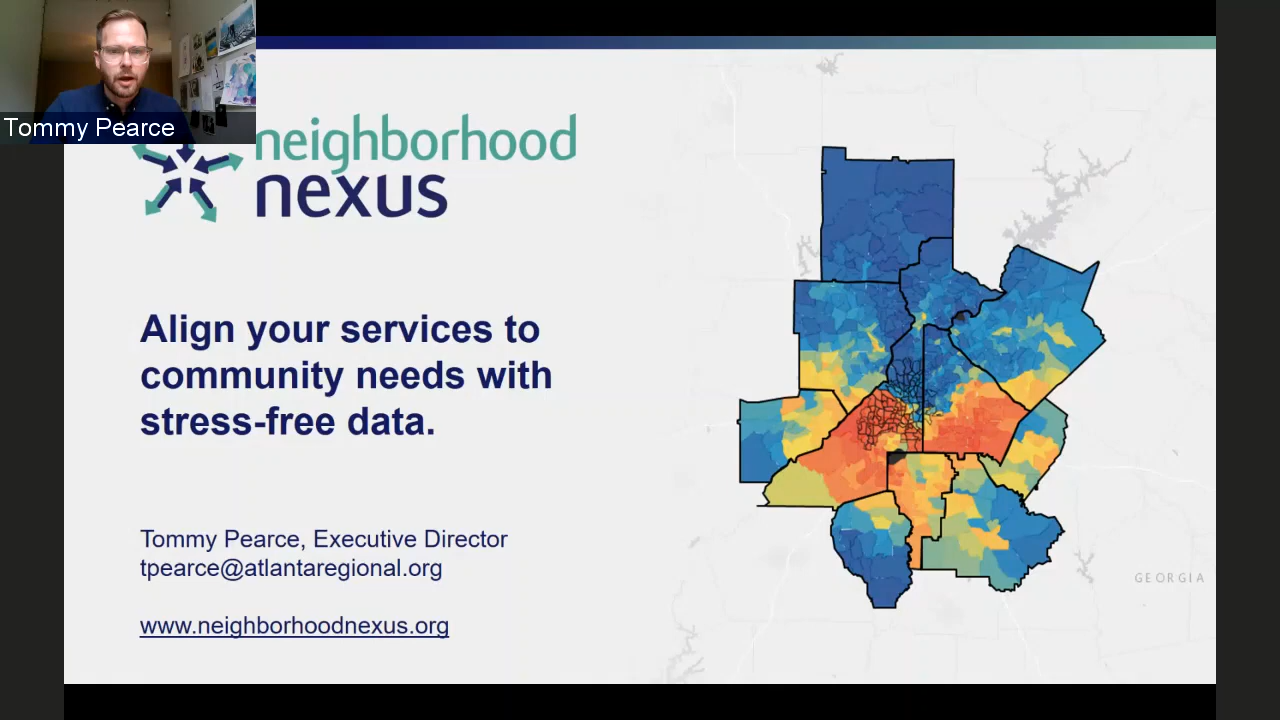 Tommy Pearce
neighborhood
nexus
Align your services to
community needs with
stress-free data.
Tommy Pearce, Executive Director
tpearce@atlantaregional.org
www.neighborhoodnexus.org
GEORGIA